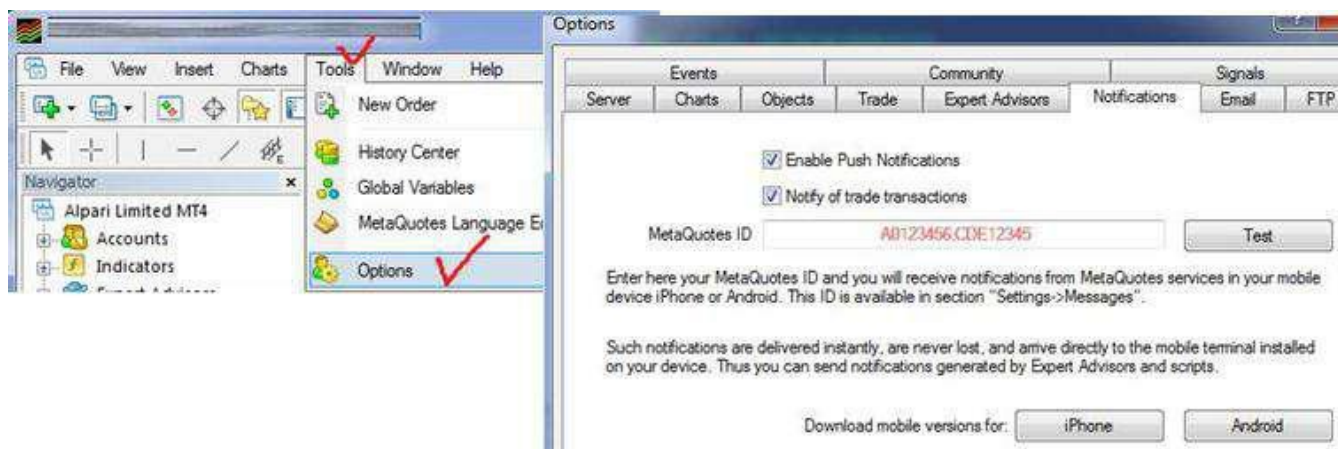 File View Insert Charts Tools Window Help
New Order
History Center
Global Variables
MetaQuotes Language
Options
Navigator
Alpari Limited MT4
Accounts
Indicators
Options
Events Community Signals
Server Charts Objects Trade Expert Advisors Notifications Email FTP
Enable Push Notifications
Notify of trade transactions
MetaQuotes ID A0123456,CDE12345 Test
Enter here your MetaQuotes ID and you will receive notifications from MetaQuotes services in your mobile
device iPhone or Android. This ID is available in section "Settings->Messages".
Such notifications are delivered instantly, are never lost, and arrive directly to the mobile terminal installed
on your device. Thus you can send notifications generated by Expert Advisors and scripts.
Download mobile versions for: iPhone Android